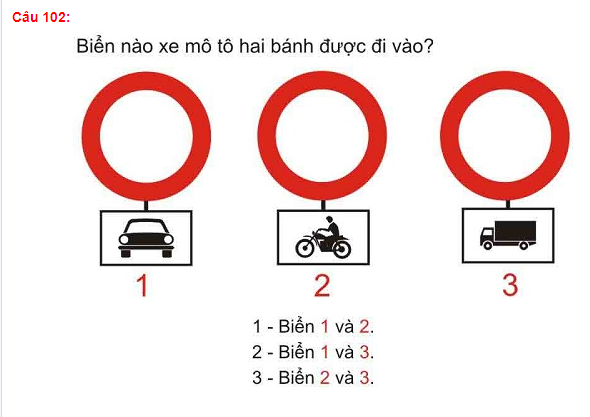 Câu 102:
Biển nào xe mô tô hai bánh được đi vào?
1 2 3
1 - Biển 1 và 2.
2 - Biển 1 và 3.
3 - Biển 2 và 3.